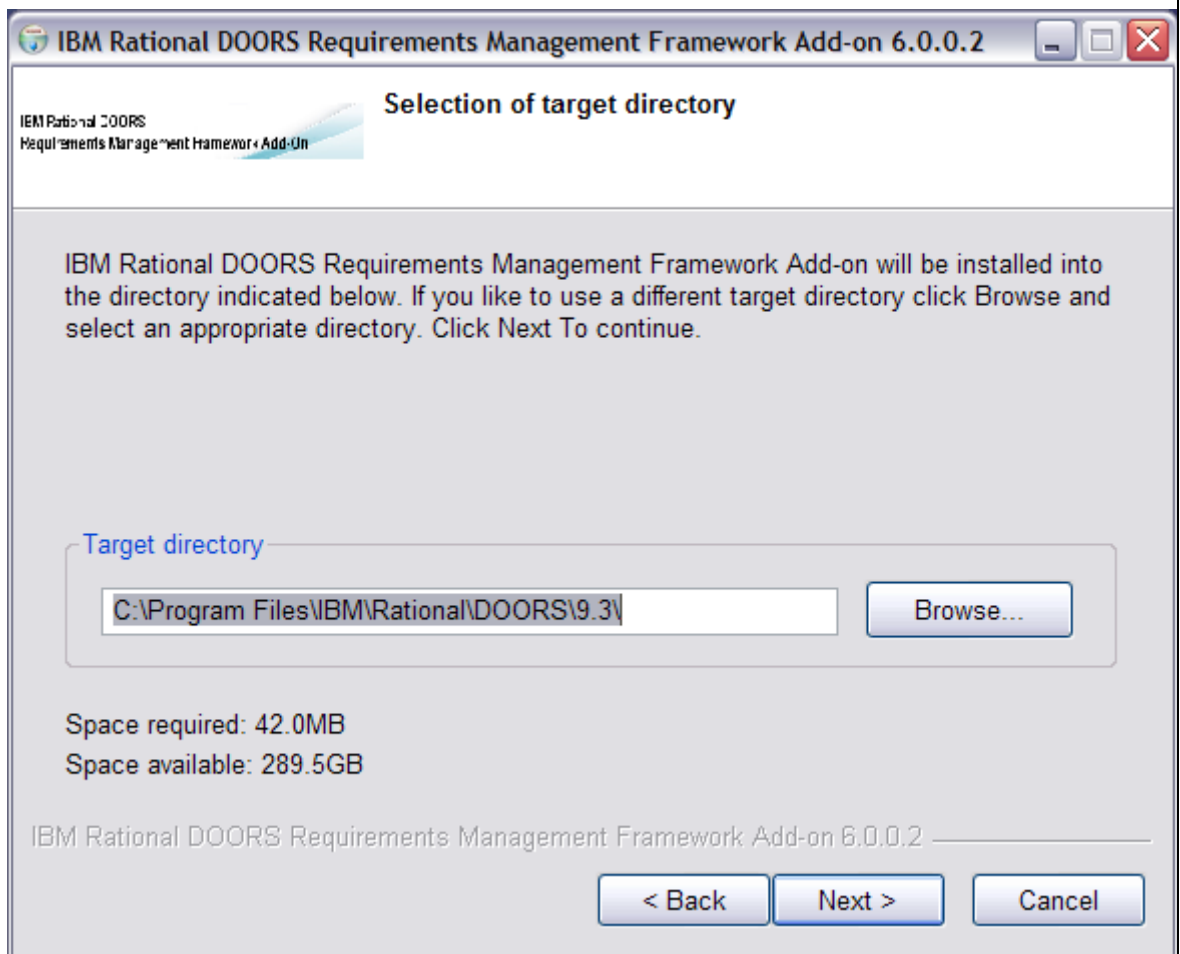 IBM Rational DOORS Requirements Management Framework Add-on 6.0.0.2
IBM Rational DOORS
Requirements Management Framework Add-On
Selection of target directory
IBM Rational DOORS Requirements Management Framework Add-on will be installed into
the directory indicated below. If you like to use a different target directory click Browse and
select an appropriate directory. Click Next To continue.
Target directory
C:\Program Files\IBM\Rational\DOORS\9.3\
Browse...
Space required: 42.0MB
Space available: 289.5GB
IBM Rational DOORS Requirements Management Framework Add-on 6.0.0.2
< Back
Next >
Cancel